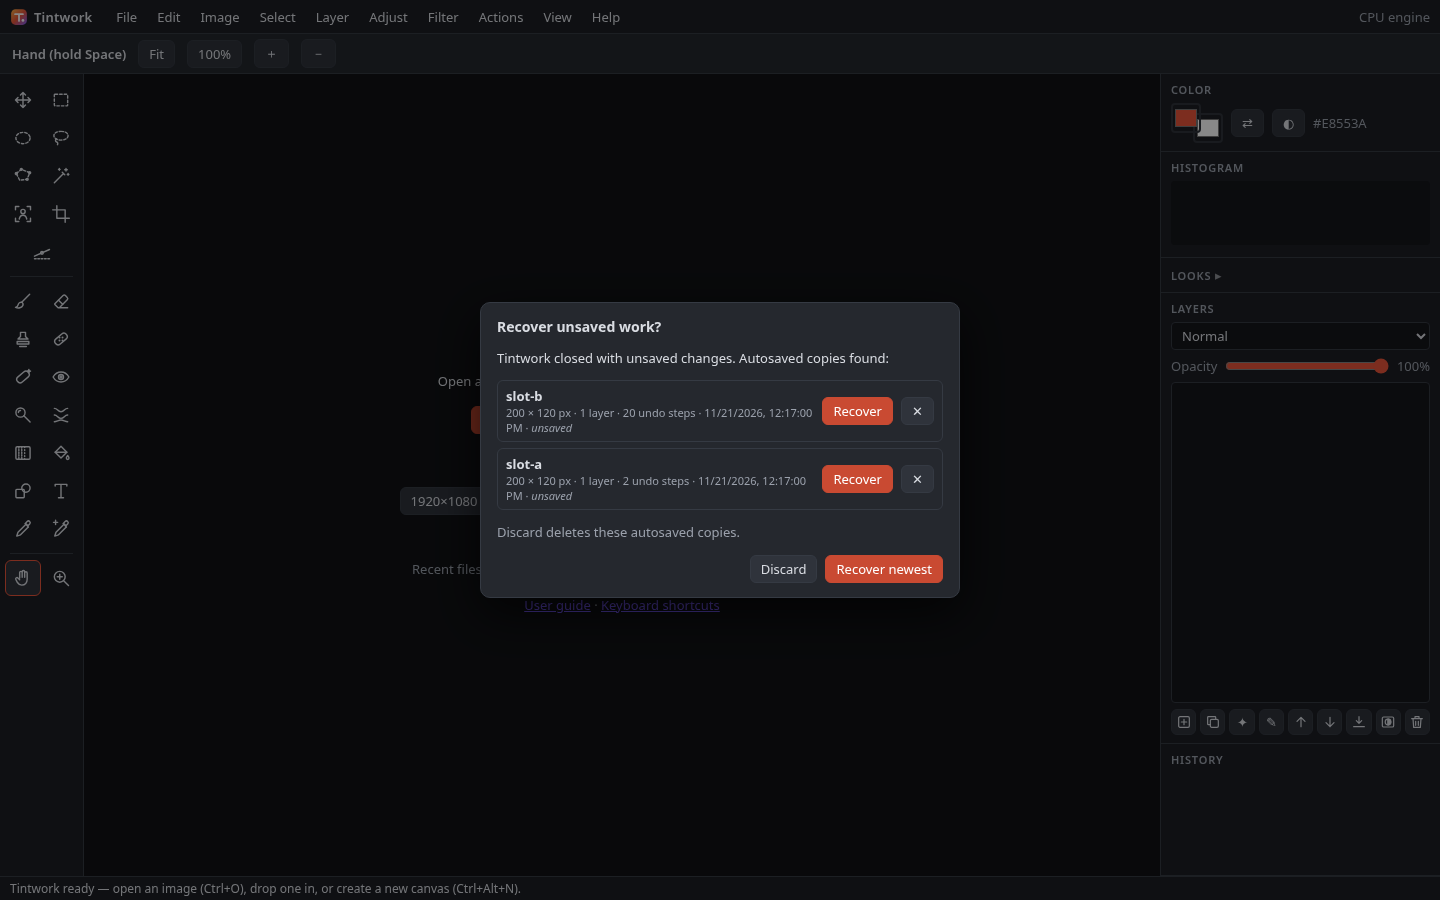 Tintwork File Edit Image Select Layer Adjust Filter Actions View Help CPU engine
Hand (hold Space) Fit 100% + −
COLOR
#E8553A
HISTOGRAM
LOOKS ▸
LAYERS
Normal
Opacity 100%
HISTORY
Open a
1920×1080
Recent files
User guide · Keyboard shortcuts
Recover unsaved work?
Tintwork closed with unsaved changes. Autosaved copies found:
slot-b
200 × 120 px · 1 layer · 20 undo steps · 11/21/2026, 12:17:00
PM · unsaved
Recover ✕
slot-a
200 × 120 px · 1 layer · 2 undo steps · 11/21/2026, 12:17:00
PM · unsaved
Recover ✕
Discard deletes these autosaved copies.
Discard Recover newest
Tintwork ready — open an image (Ctrl+O), drop one in, or create a new canvas (Ctrl+Alt+N).